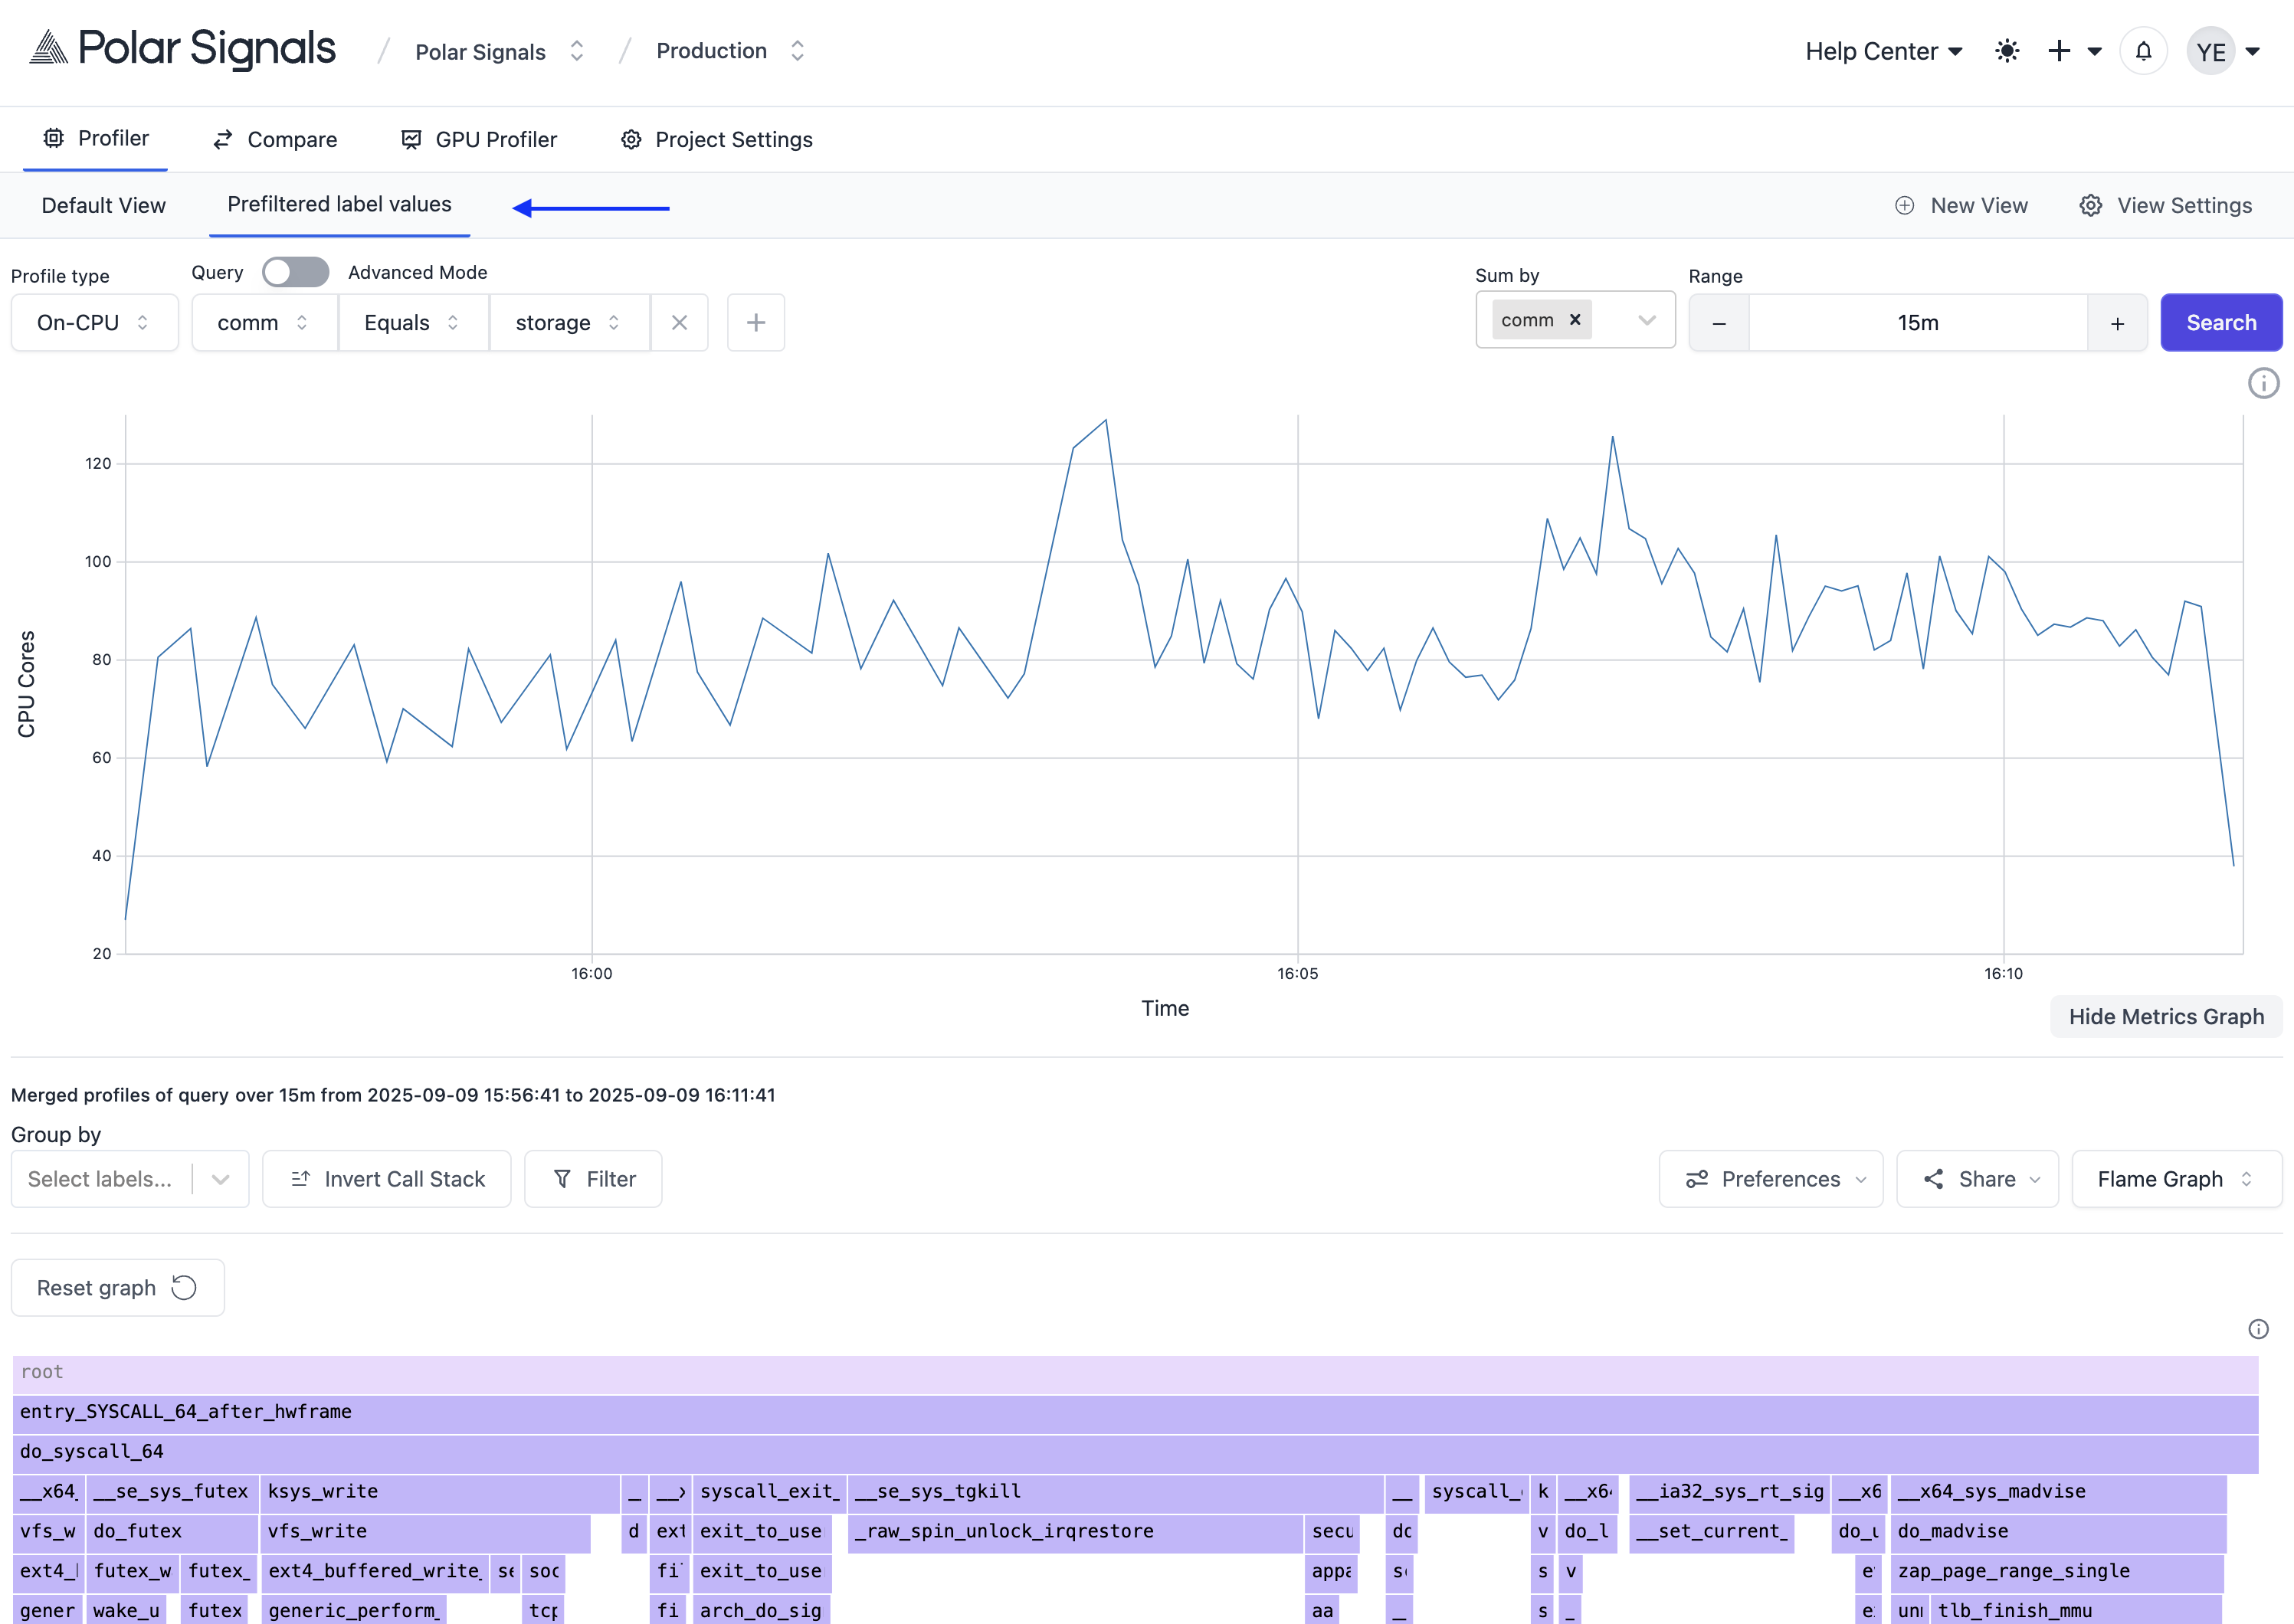 Polar Signals / Polar Signals / Production Help Center YE
Profiler Compare GPU Profiler Project Settings
Default View Prefiltered label values New View View Settings
Profile type Query Advanced Mode Sum by Range
On-CPU comm Equals storage × + comm × − 15m + Search
120
100
80
60
40
20
CPU Cores
16:00 16:05 16:10
Time
Hide Metrics Graph
Merged profiles of query over 15m from 2025-09-09 15:56:41 to 2025-09-09 16:11:41
Group by
Select labels... Invert Call Stack Filter Preferences Share Flame Graph
Reset graph
root
entry_SYSCALL_64_after_hwframe
do_syscall_64
__x64_ __se_sys_futex ksys_write _ __x syscall_exit_ __se_sys_tgkill __ syscall_ k __x6 __ia32_sys_rt_sig __x6 __x64_sys_madvise
vfs_w do_futex vfs_write d ext exit_to_use _raw_spin_unlock_irqrestore secu do v do_l __set_current_ do_u do_madvise
ext4_ futex_w futex_ ext4_buffered_write_ se soc fi exit_to_use appa s s v e zap_page_range_single
gener wake_u futex generic_perform_ tcp fi arch_do_sig aa __ s _ e un tlb_finish_mmu